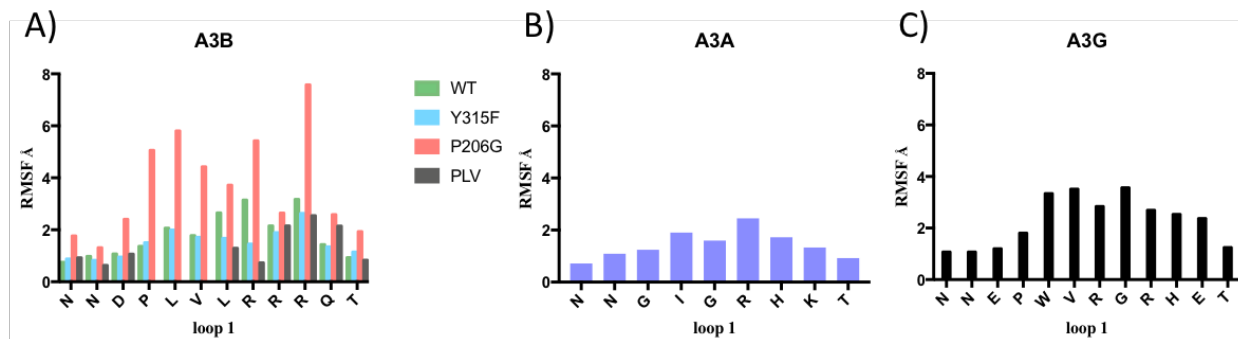 A)
A3B
8
6
4
2
0
RMSF Å
N N D P L V L R R R Q T
loop 1
WT
Y315F
P206G
PLV
B)
A3A
8
6
4
2
0
RMSF Å
N N G I G R H K T
loop 1
C)
A3G
8
6
4
2
0
RMSF Å
N N E P W V R G R H E T
loop 1